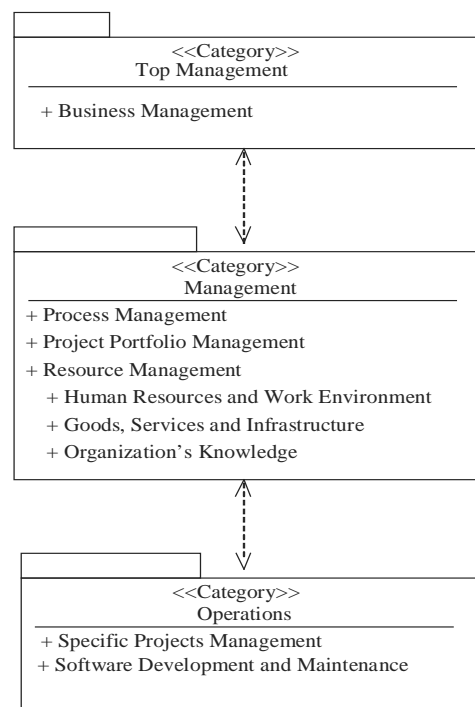 <<Category>>
Top Management
+ Business Management
<<Category>>
Management
+ Process Management
+ Project Portfolio Management
+ Resource Management
+ Human Resources and Work Environment
+ Goods, Services and Infrastructure
+ Organization’s Knowledge
<<Category>>
Operations
+ Specific Projects Management
+ Software Development and Maintenance